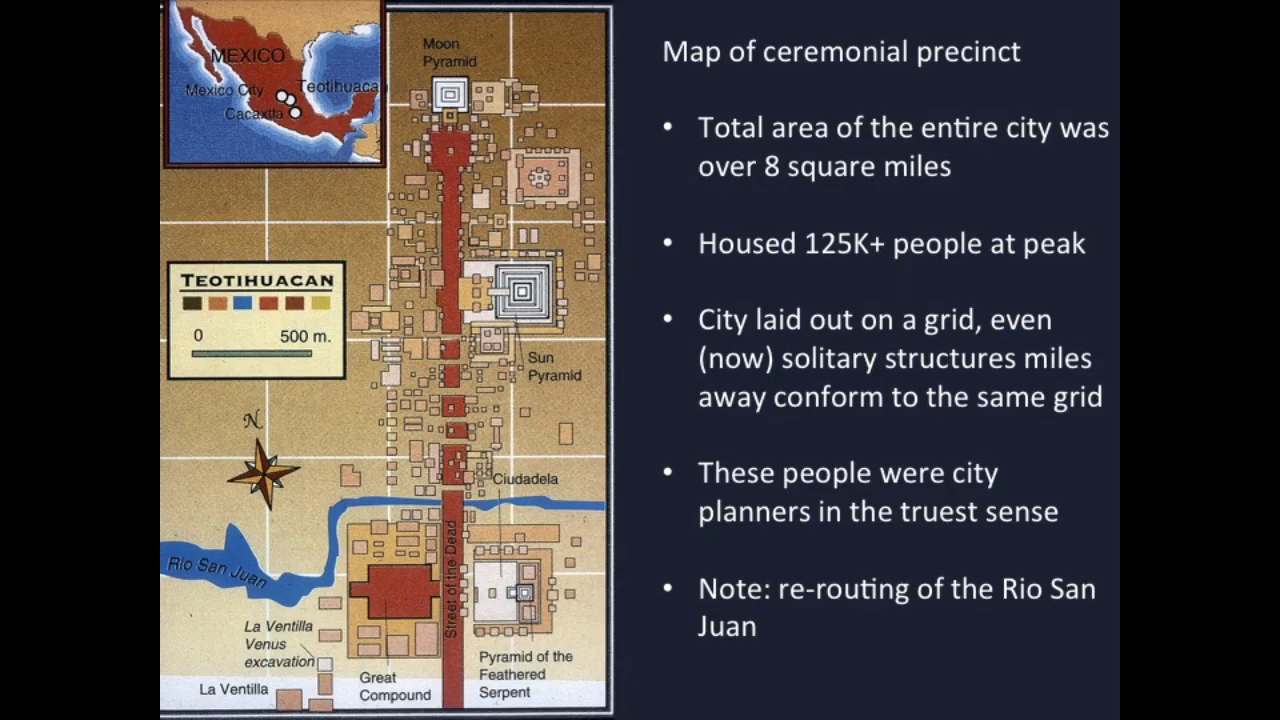 MEXICO
Mexico City
Teotihuacan
Cacaxtla
Moon
Pyramid
TEOTIHUACAN
0 500 m.
Sun
Pyramid
N
Ciudadela
Rio San Juan
Street of the Dead
La Ventilla
Venus
excavation
La Ventilla
Great
Compound
Pyramid of the
Feathered
Serpent
Map of ceremonial precinct
• Total area of the entire city was
over 8 square miles
• Housed 125K+ people at peak
• City laid out on a grid, even
(now) solitary structures miles
away conform to the same grid
• These people were city
planners in the truest sense
• Note: re-routing of the Rio San
Juan